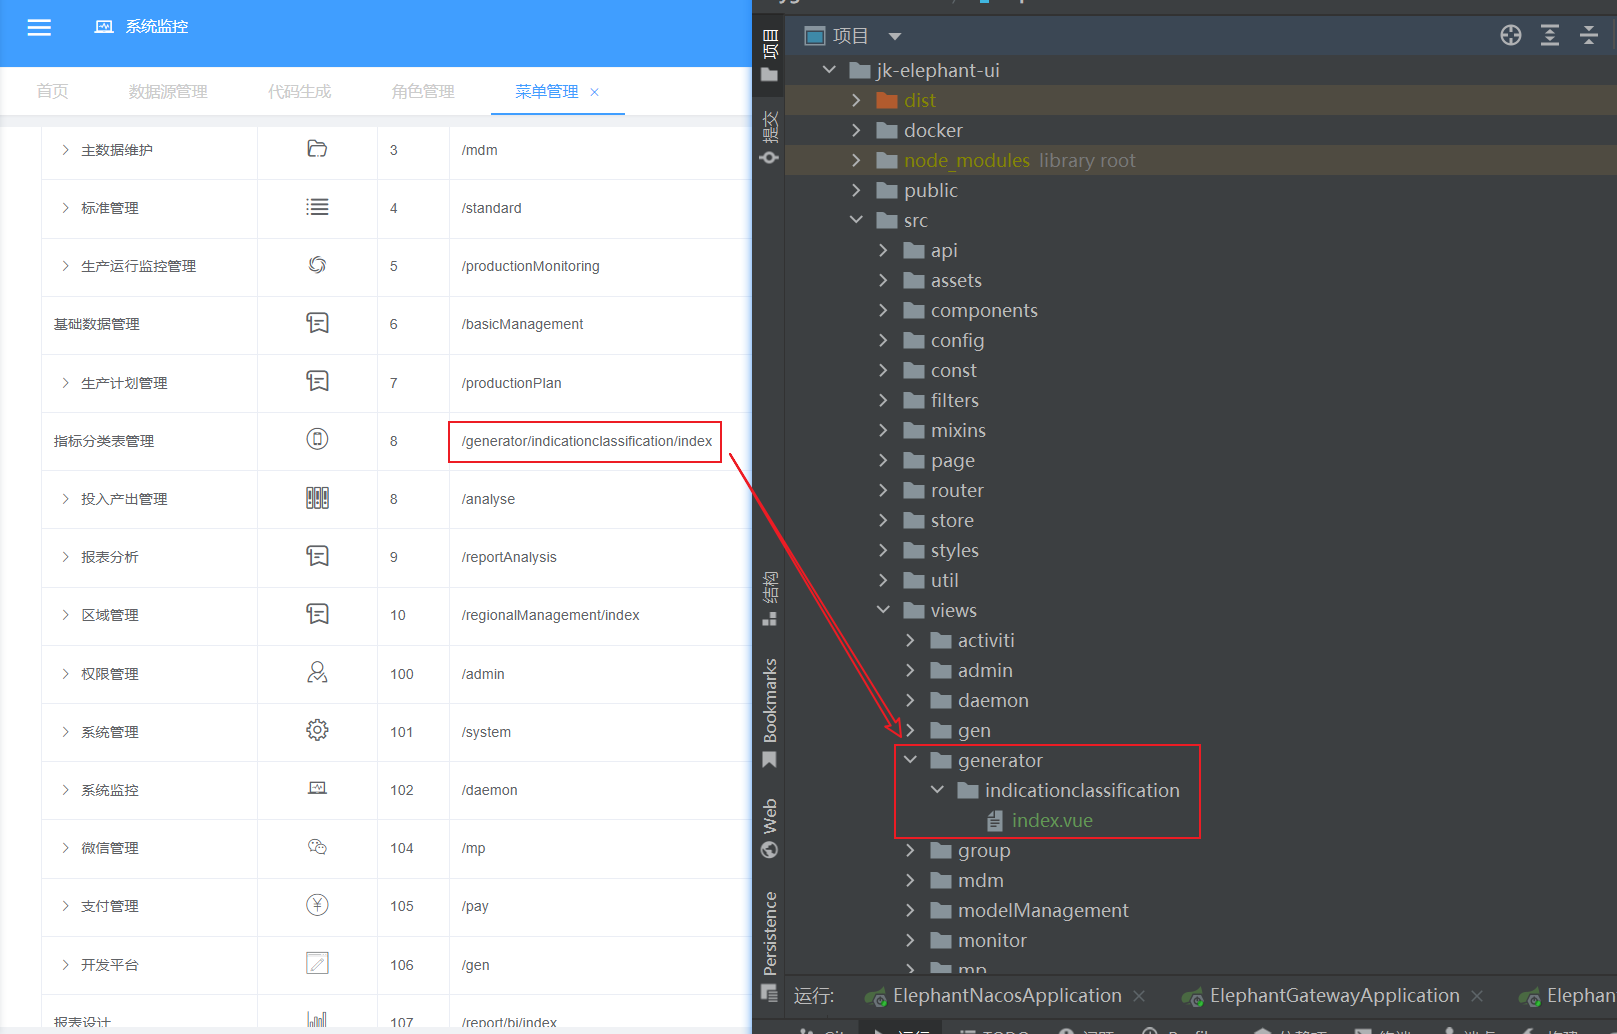 系统监控
首页 数据源管理 代码生成 角色管理 菜单管理 ×
主数据维护 3 /mdm
标准管理 4 /standard
生产运行监控管理 5 /productionMonitoring
基础数据管理 6 /basicManagement
生产计划管理 7 /productionPlan
指标分类表管理 8 /generator/indicationclassification/index
投入产出管理 8 /analyse
报表分析 9 /reportAnalysis
区域管理 10 /regionalManagement/index
权限管理 100 /admin
系统管理 101 /system
系统监控 102 /daemon
微信管理 104 /mp
支付管理 105 /pay
开发平台 106 /gen
报表设计 107 /report/bi/index
项目
提交
结构
Bookmarks
Web
Persistence
项目
jk-elephant-ui
dist
docker
node_modules library root
public
src
api
assets
components
config
const
filters
mixins
page
router
store
styles
util
views
activiti
admin
daemon
gen
generator
indicationclassification
index.vue
group
mdm
modelManagement
monitor
mp
运行: ElephantNacosApplication × ElephantGatewayApplication × Elephan
Git 运行 TODO 问题